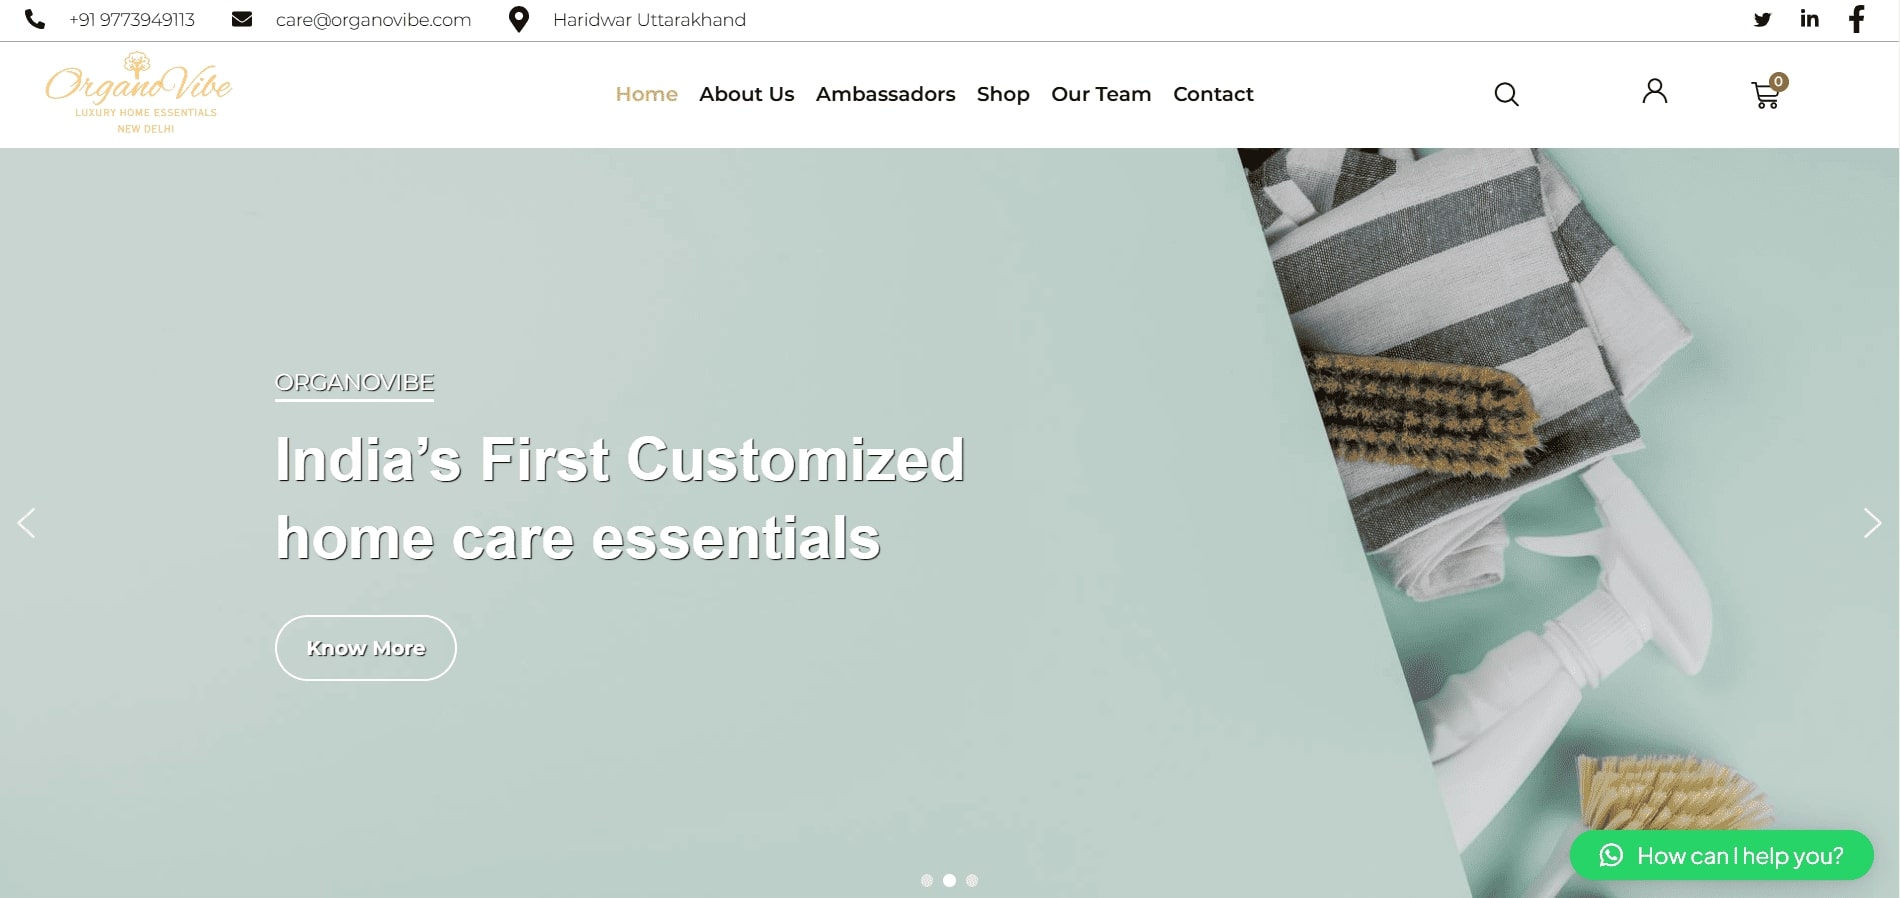 +91 9773949113
care@organovibe.com
Haridwar Uttarakhand
OrganoVibe
LUXURY HOME ESSENTIALS
NEW DELHI
Home
About Us
Ambassadors
Shop
Our Team
Contact
0
ORGANOVIBE
India’s First Customized
home care essentials
Know More
How can I help you?